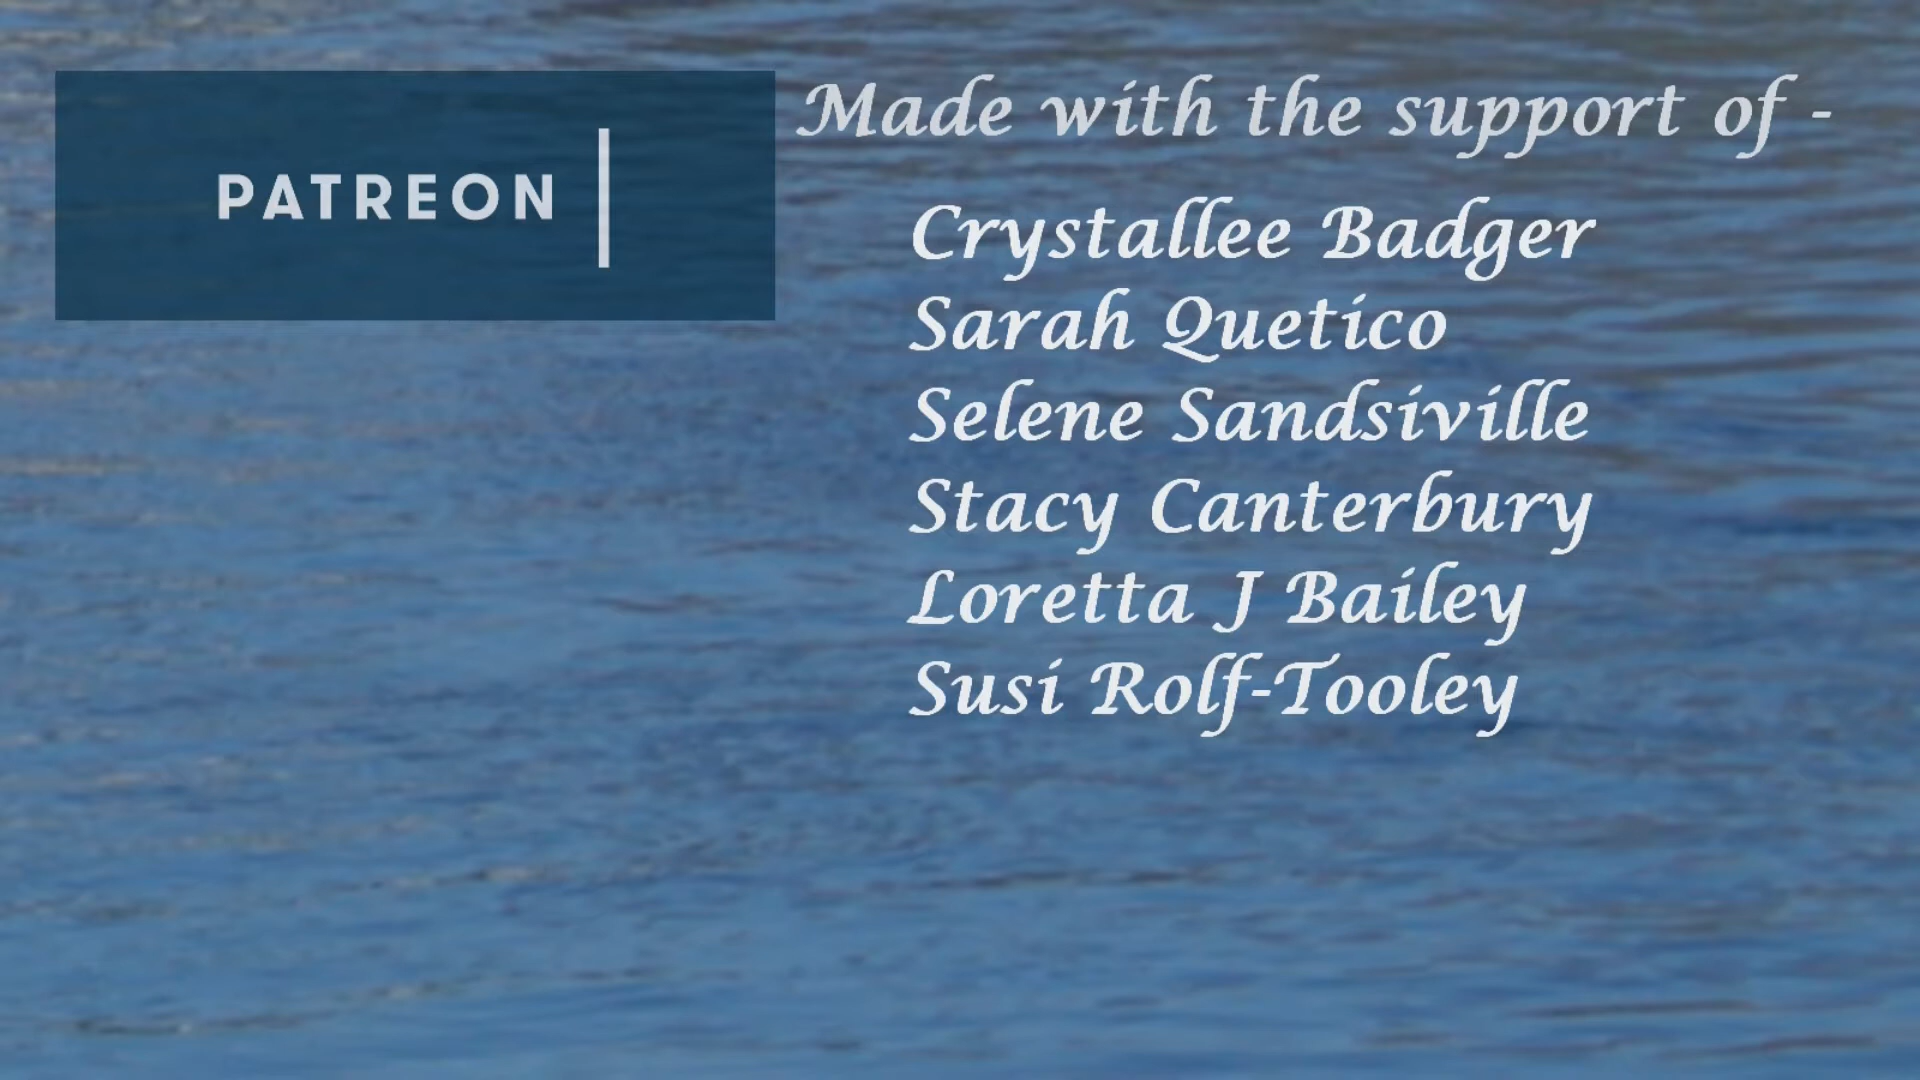 PATREON
Made with the support of -
Crystallee Badger
Sarah Quetico
Selene Sandsiville
Stacy Canterbury
Loretta J Bailey
Susi Rolf-Tooley